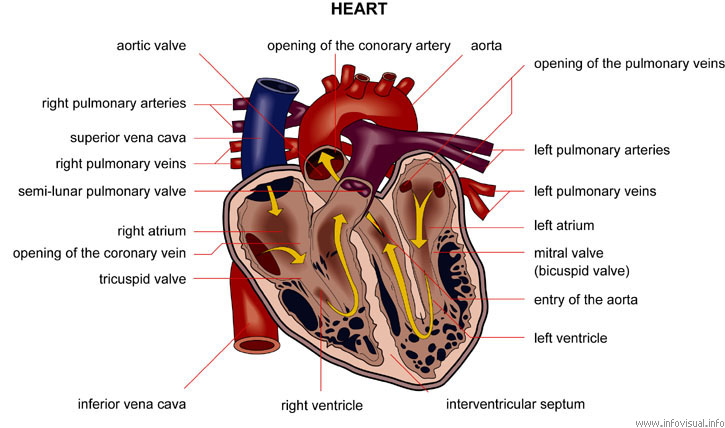 HEART
aortic valve
opening of the conorary artery
aorta
opening of the pulmonary veins
right pulmonary arteries
superior vena cava
right pulmonary veins
semi-lunar pulmonary valve
right atrium
opening of the coronary vein
tricuspid valve
left pulmonary arteries
left pulmonary veins
left atrium
mitral valve
(bicuspid valve)
entry of the aorta
left ventricle
inferior vena cava
right ventricle
interventricular septum
www.infovisual.info